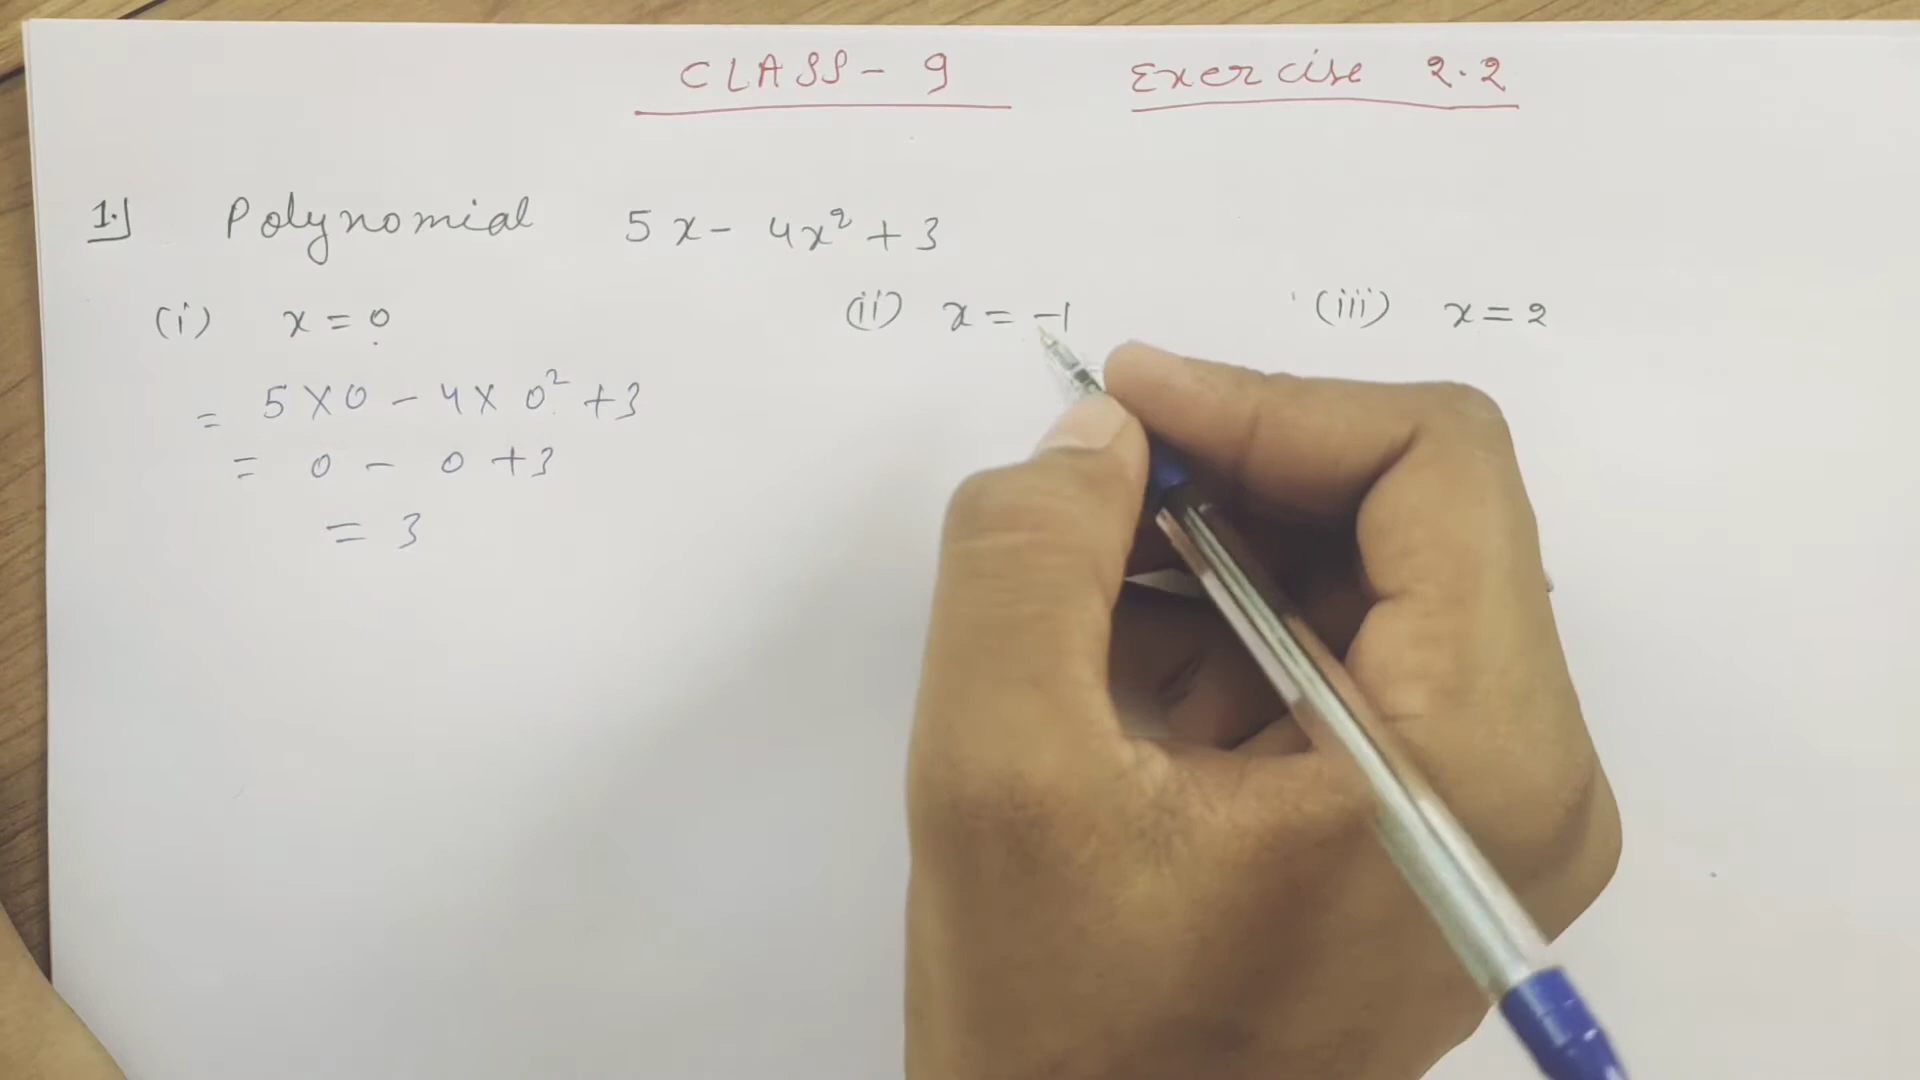 CLASS - 9 Exercise 2.2
1.) Polynomial 5x - 4x² + 3
(i) x = 0 (ii) x = -1 (iii) x = 2
= 5 × 0 - 4 × 0² + 3
= 0 - 0 + 3
= 3